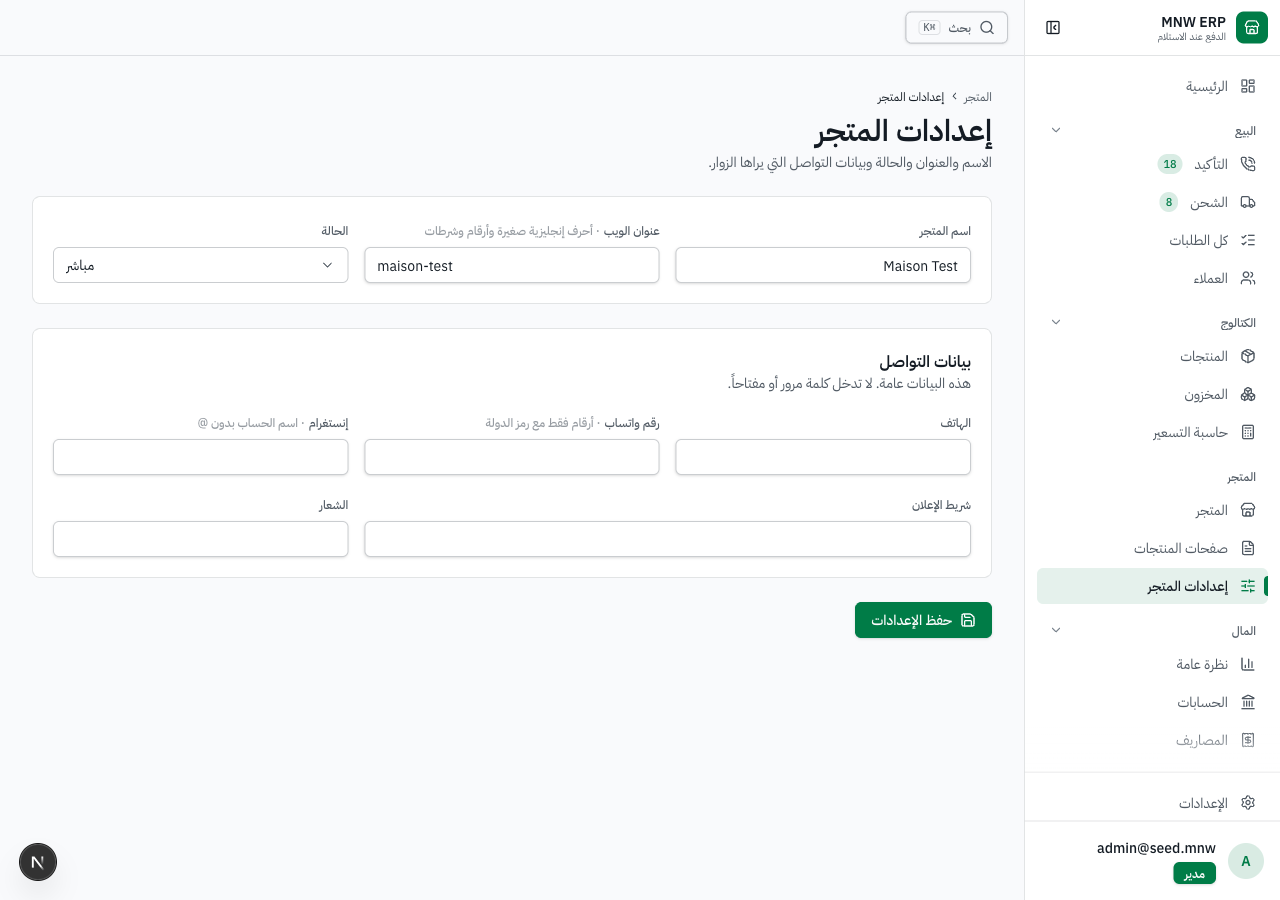 MNW ERP
الدفع عند الاستلام
الرئيسية
البيع
التأكيد 18
الشحن 8
كل الطلبات
العملاء
الكتالوج
المنتجات
المخزون
حاسبة التسعير
المتجر
المتجر
صفحات المنتجات
إعدادات المتجر
المال
نظرة عامة
الحسابات
المصاريف
الإعدادات
A
admin@seed.mnw
مدير
بحث ⌘K
المتجر › إعدادات المتجر
إعدادات المتجر
الاسم والعنوان والحالة وبيانات التواصل التي يراها الزوار.
اسم المتجر
Maison Test
عنوان الويب · أحرف إنجليزية صغيرة وأرقام وشرطات
maison-test
الحالة
مباشر
بيانات التواصل
هذه البيانات عامة. لا تدخل كلمة مرور أو مفتاحاً.
الهاتف
رقم واتساب · أرقام فقط مع رمز الدولة
إنستغرام · اسم الحساب بدون @
شريط الإعلان
الشعار
حفظ الإعدادات
N